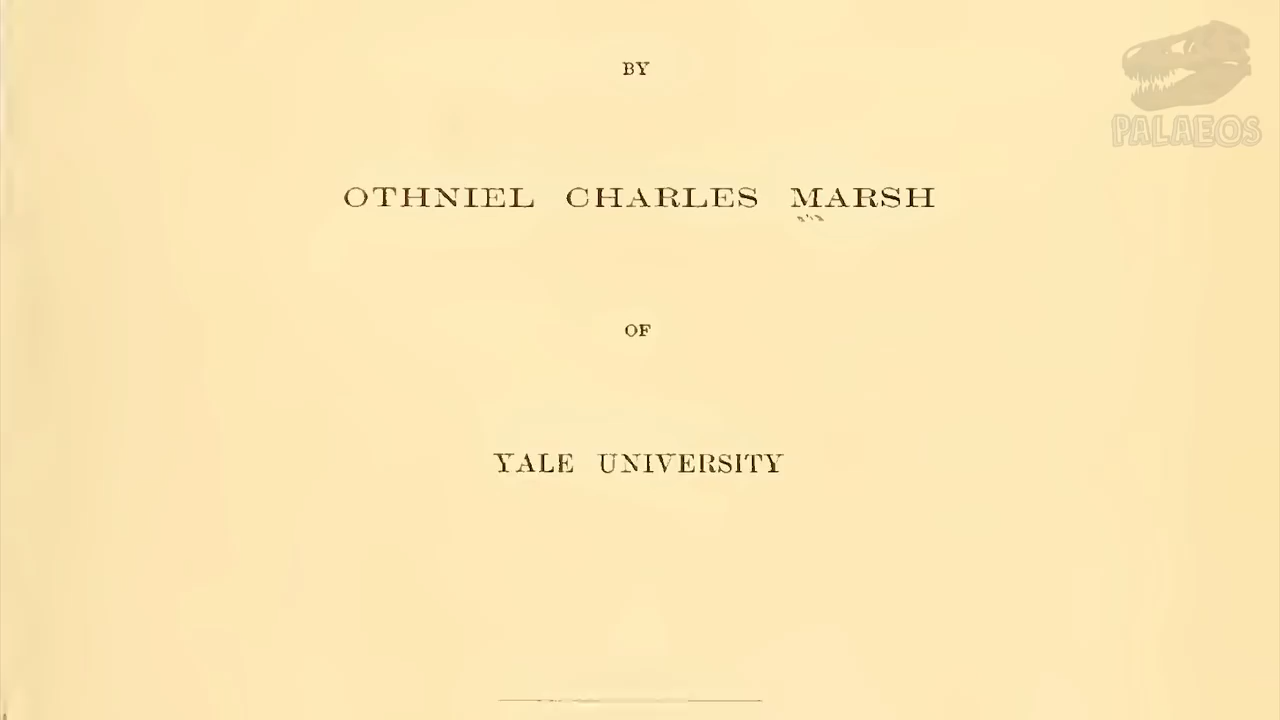 BY
PALAEOS
OTHNIEL CHARLES MARSH
OF
YALE UNIVERSITY